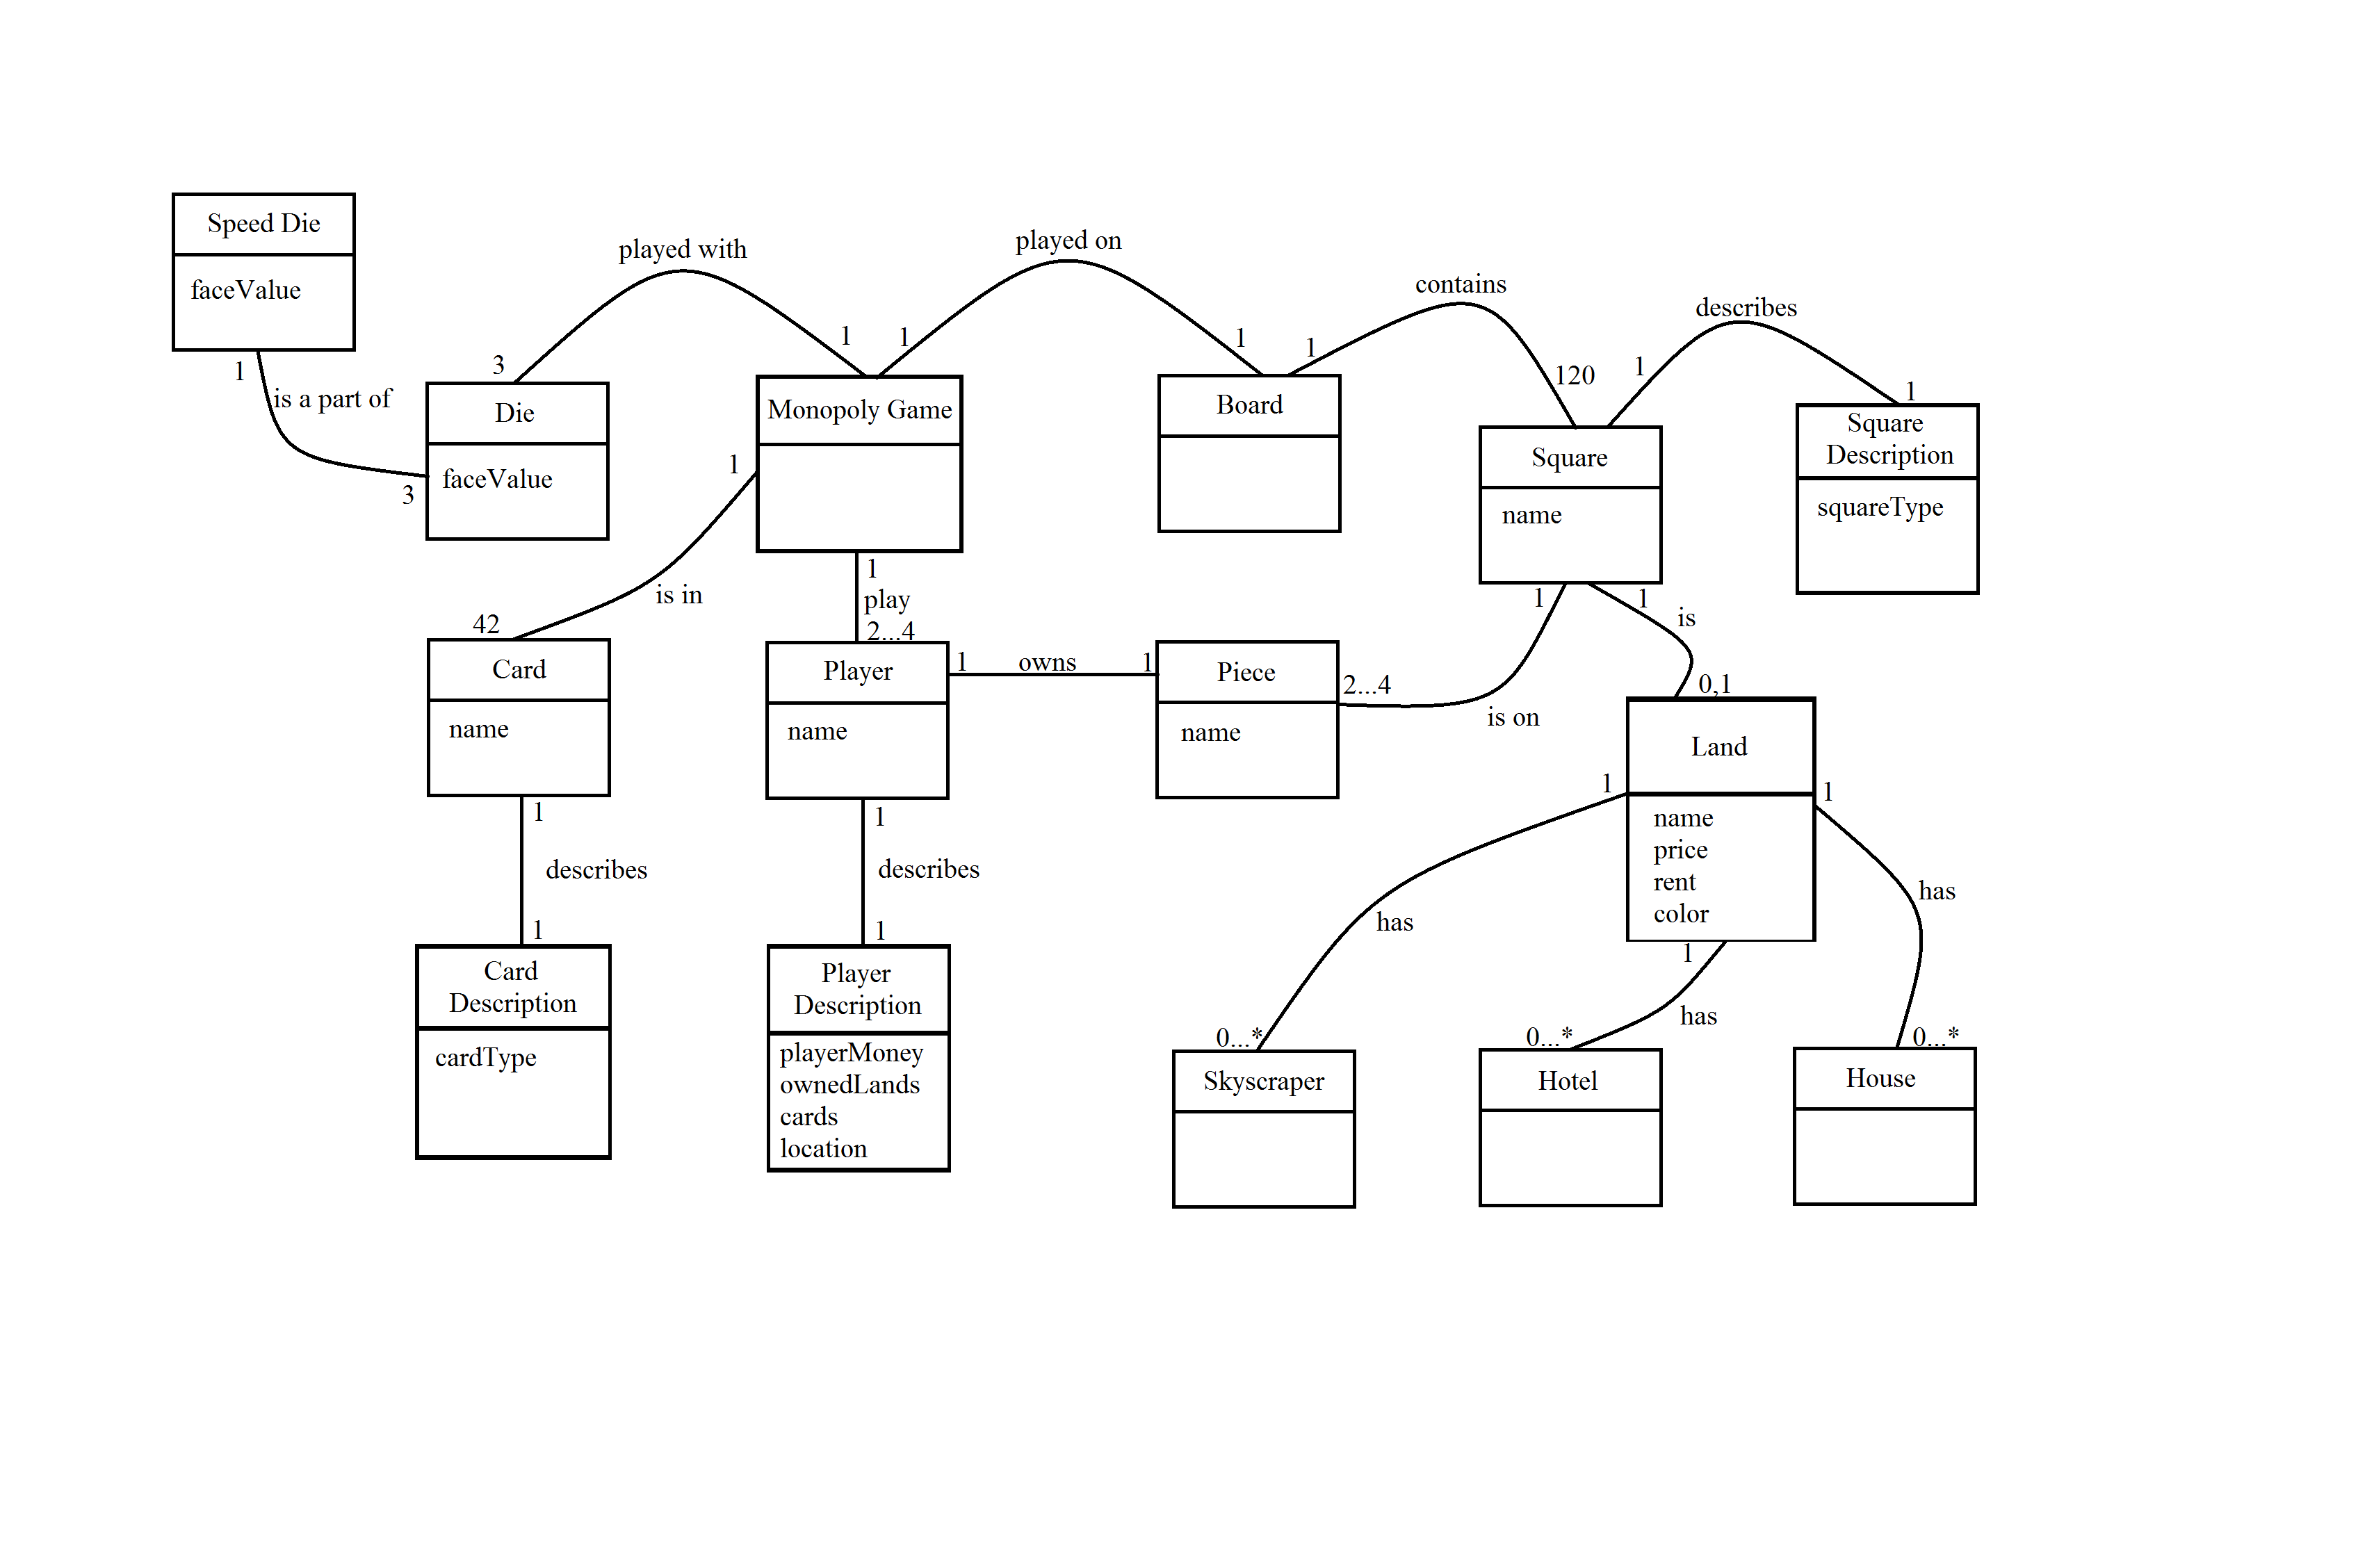 Speed Die
faceValue
1
is a part of
3
played with
3
1
Die
faceValue
played on
1
1
Monopoly Game
1
is in
42
1
play
2...4
Board
contains
1
120
describes
1
1
Square
name
Square
Description
squareType
Card
name
1
describes
1
Card
Description
cardType
Player
name
1
owns
1
1
describes
1
Player
Description
playerMoney
ownedLands
cards
location
Piece
name
2...4
is on
1
1
is
0,1
Land
name
price
rent
color
1
has
0...*
1
has
0...*
1
has
0...*
Skyscraper
Hotel
House